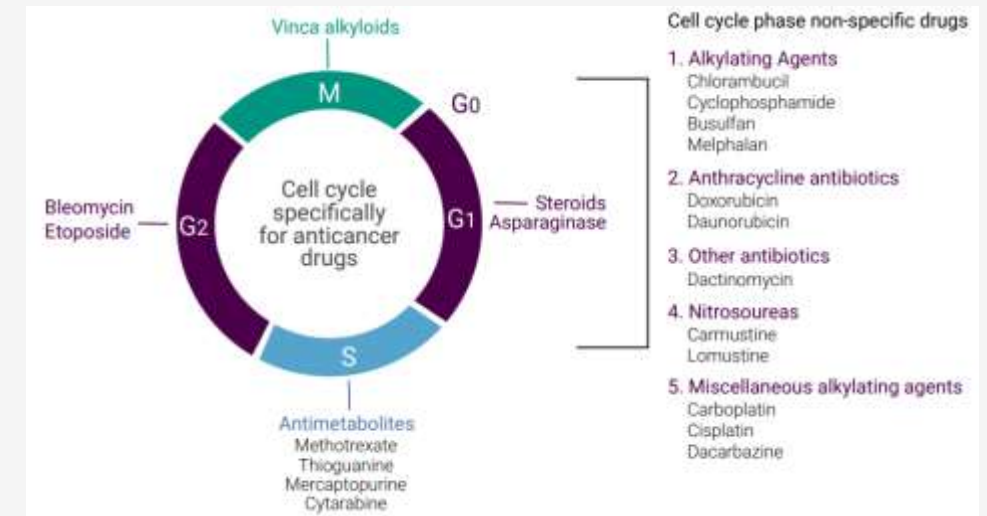 Vinca alkyloids
M
G0
G1
Steroids
Asparaginase
Cell cycle
specifically
for anticancer
drugs
Bleomycin
Etoposide
G2
S
Antimetabolites
Methotrexate
Thioguanine
Mercaptopurine
Cytarabine
Cell cycle phase non-specific drugs
1. Alkylating Agents
Chlorambucil
Cyclophosphamide
Busulfan
Melphalan
2. Anthracycline antibiotics
Doxorubicin
Daunorubicin
3. Other antibiotics
Dactinomycin
4. Nitrosoureas
Carmustine
Lomustine
5. Miscellaneous alkylating agents
Carboplatin
Cisplatin
Dacarbazine